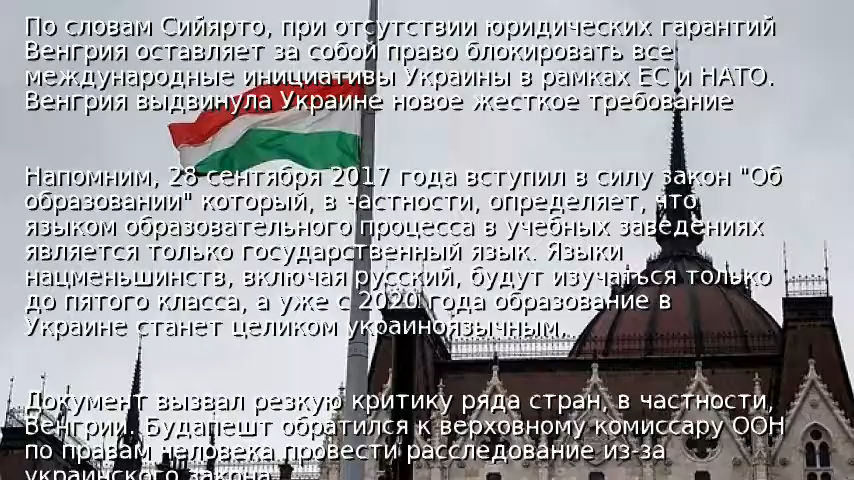 По словам Сийярто, при отсутствии юридических гарантий
Венгрия оставляет за собой право блокировать все
международные инициативы Украины в рамках ЕС и НАТО.
Венгрия выдвинула Украине новое жесткое требование
Напомним, 28 сентября 2017 года вступил в силу закон "Об
образовании" который, в частности, определяет, что
языком образовательного процесса в учебных заведениях
является только государственный язык. Языки
нацменьшинств, включая русский, будут изучаться только
до пятого класса, а уже с 2020 года образование в
Украине станет целиком украиноязычным.
Документ вызвал резкую критику ряда стран, в частности,
Венгрии. Будапешт обратился к верховному комиссару ООН
по правам человека провести расследование из-за
украинского закона.